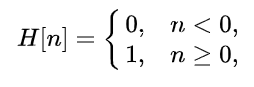 H[n] = { 0, n < 0,
1, n ≥ 0,